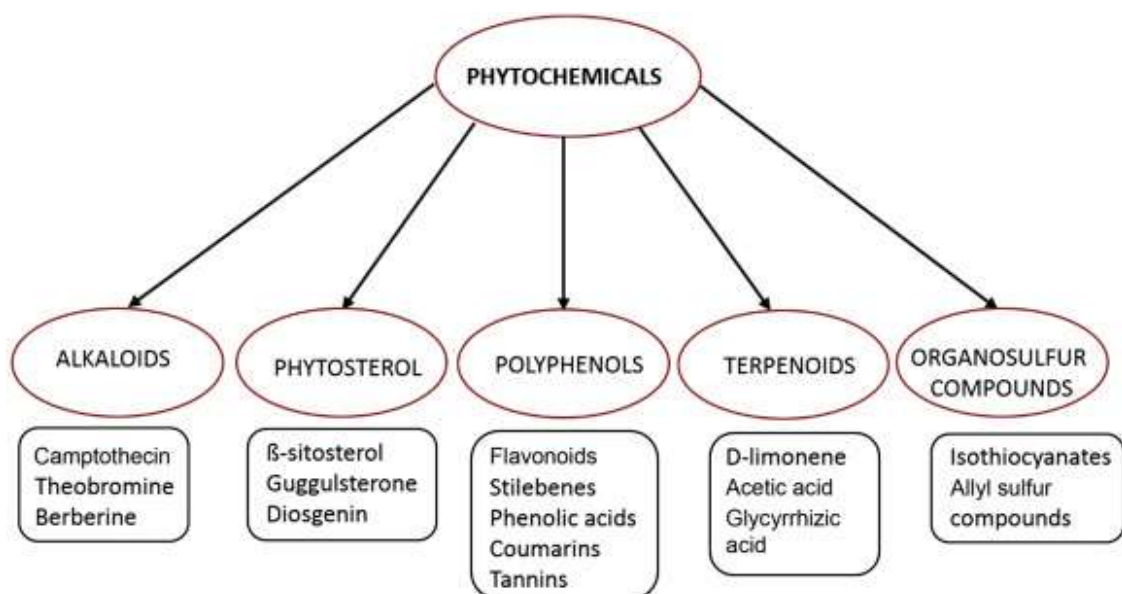 PHYTOCHEMICALS
ALKALOIDS
PHYTOSTEROL
POLYPHENOLS
TERPENOIDS
ORGANOSULFUR
COMPOUNDS
Camptothecin
Theobromine
Berberine
ß-sitosterol
Guggulsterone
Diosgenin
Flavonoids
Stilebenes
Phenolic acids
Coumarins
Tannins
D-limonene
Acetic acid
Glycyrrhizic
acid
Isothiocyanates
Allyl sulfur
compounds